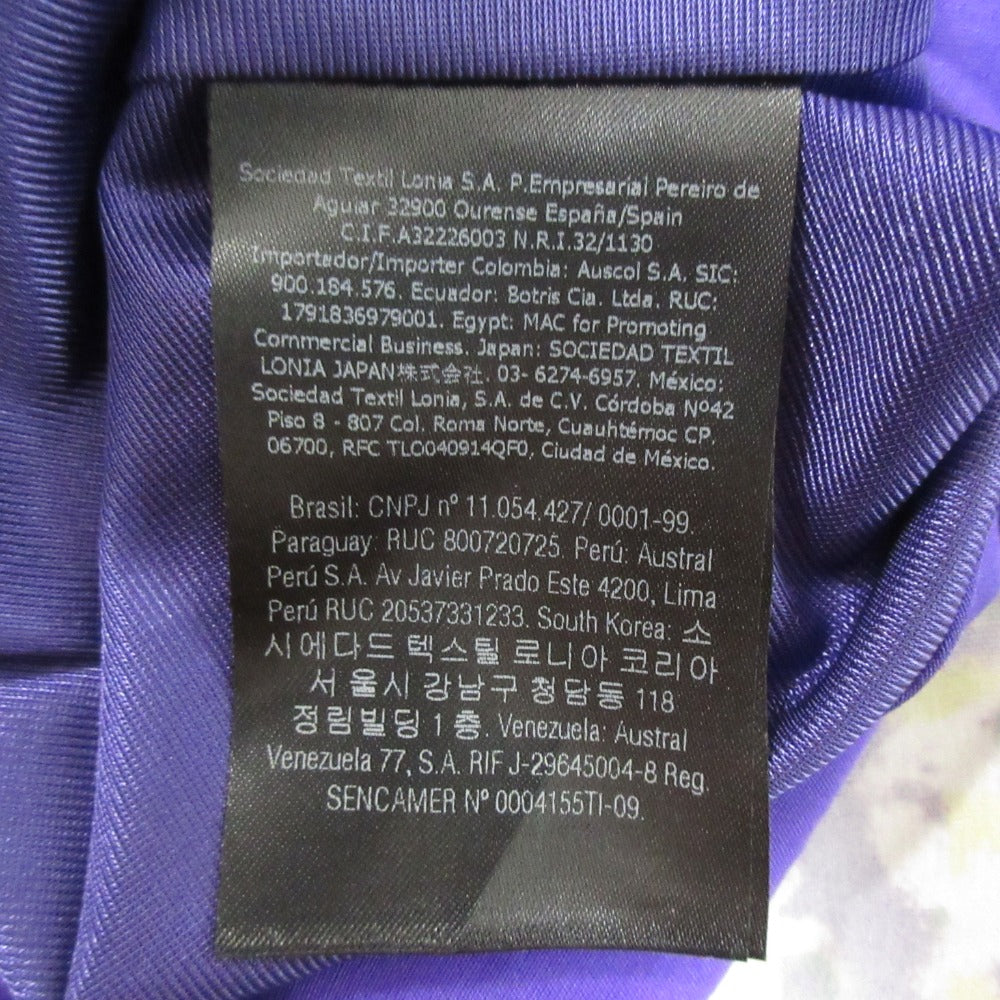 Sociedad Textil Lonia S.A. P.Empresarial Pereiro de
Aguiar 32900 Ourense España/Spain
C.I.F.A32226003 N.R.I.32/1130
Importador/Importer Colombia: Auscol S.A. SIC:
900.184.576. Ecuador: Botris Cia. Ltda. RUC:
1791836979001. Egypt: MAC for Promoting
Commercial Business. Japan: SOCIEDAD TEXTIL
LONIA JAPAN株式会社. 03- 6274-6957. México:
Sociedad Textil Lonia, S.A. de C.V. Córdoba Nº42
Piso 8 - 807 Col. Roma Norte, Cuauhtémoc CP.
06700, RFC TLO040914QF0, Ciudad de México.
Brasil: CNPJ nº 11.054.427/ 0001-99.
Paraguay: RUC 800720725. Perú: Austral
Perú S.A. Av Javier Prado Este 4200, Lima
Perú RUC 20537331233. South Korea: 소
시에다드 텍스틸 로니아 코리아
서울시 강남구 청담동 118
정림빌딩 1 층. Venezuela: Austral
Venezuela 77, S.A. RIF J-29645004-8 Reg.
SENCAMER Nº 0004155TI-09.